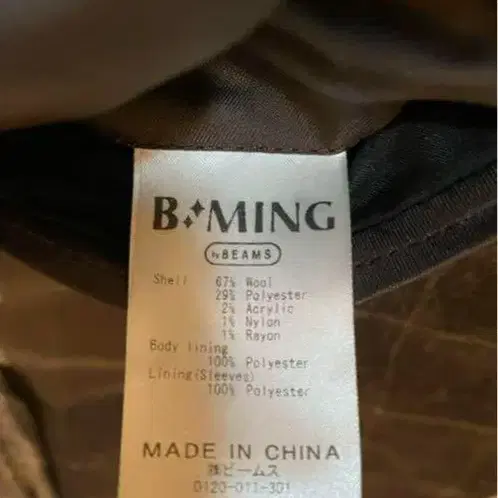 B MING
by BEAMS
Shell 67% Wool
29% Polyester
2% Acrylic
1% Nylon
1% Rayon
Body lining
100% Polyester
Lining(Sleeves)
100% Polyester
MADE IN CHINA
㈱ビームス
0120-011-301